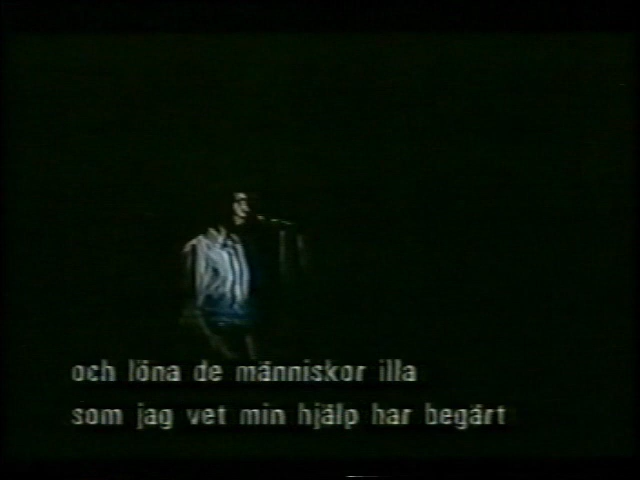 och löna de människor illa
som jag vet min hjälp har begärt